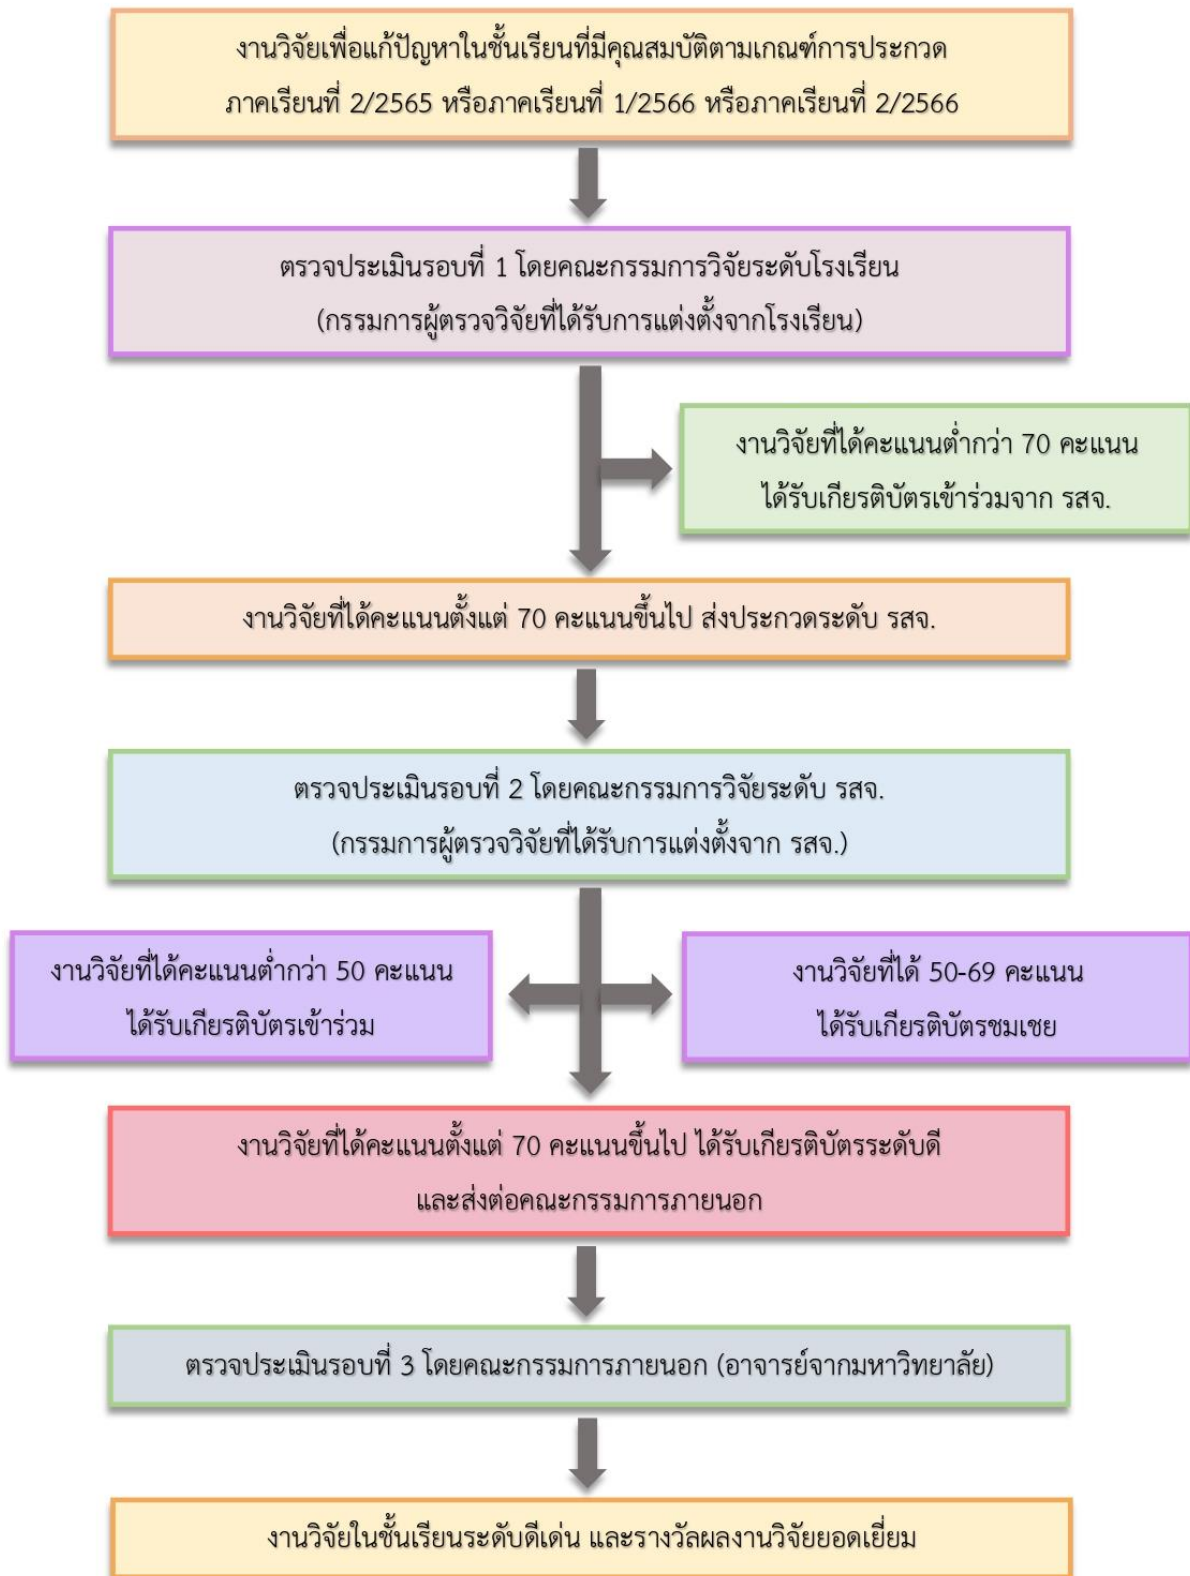 งานวิจัยเพื่อแก้ปัญหาในชั้นเรียนที่มีคุณสมบัติตามเกณฑ์การประกวด
ภาคเรียนที่ 2/2565 หรือภาคเรียนที่ 1/2566 หรือภาคเรียนที่ 2/2566
ตรวจประเมินรอบที่ 1 โดยคณะกรรมการวิจัยระดับโรงเรียน
(กรรมการผู้ตรวจวิจัยที่ได้รับการแต่งตั้งจากโรงเรียน)
งานวิจัยที่ได้คะแนนต่ำกว่า 70 คะแนน
ได้รับเกียรติบัตรเข้าร่วมจาก รสจ.
งานวิจัยที่ได้คะแนนตั้งแต่ 70 คะแนนขึ้นไป ส่งประกวดระดับ รสจ.
ตรวจประเมินรอบที่ 2 โดยคณะกรรมการวิจัยระดับ รสจ.
(กรรมการผู้ตรวจวิจัยที่ได้รับการแต่งตั้งจาก รสจ.)
งานวิจัยที่ได้คะแนนต่ำกว่า 50 คะแนน
ได้รับเกียรติบัตรเข้าร่วม
งานวิจัยที่ได้ 50-69 คะแนน
ได้รับเกียรติบัตรชมเชย
งานวิจัยที่ได้คะแนนตั้งแต่ 70 คะแนนขึ้นไป ได้รับเกียรติบัตรระดับดี
และส่งต่อคณะกรรมการภายนอก
ตรวจประเมินรอบที่ 3 โดยคณะกรรมการภายนอก (อาจารย์จากมหาวิทยาลัย)
งานวิจัยในชั้นเรียนระดับดีเด่น และรางวัลผลงานวิจัยยอดเยี่ยม